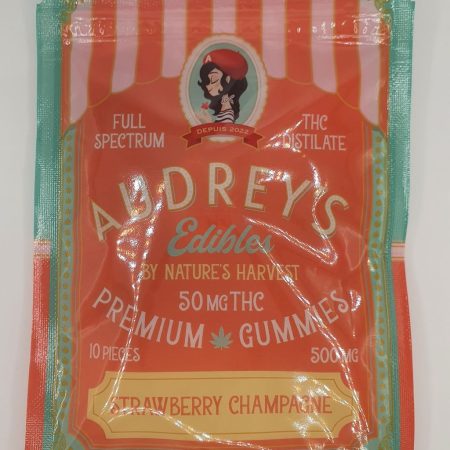 DEPUIS 2022
FULL SPECTRUM
THC DISTILATE
AUDREY'S
Edibles
BY NATURE'S HARVEST
50 MG THC
PREMIUM GUMMIES
10 PIECES
500MG
STRAWBERRY CHAMPAGNE